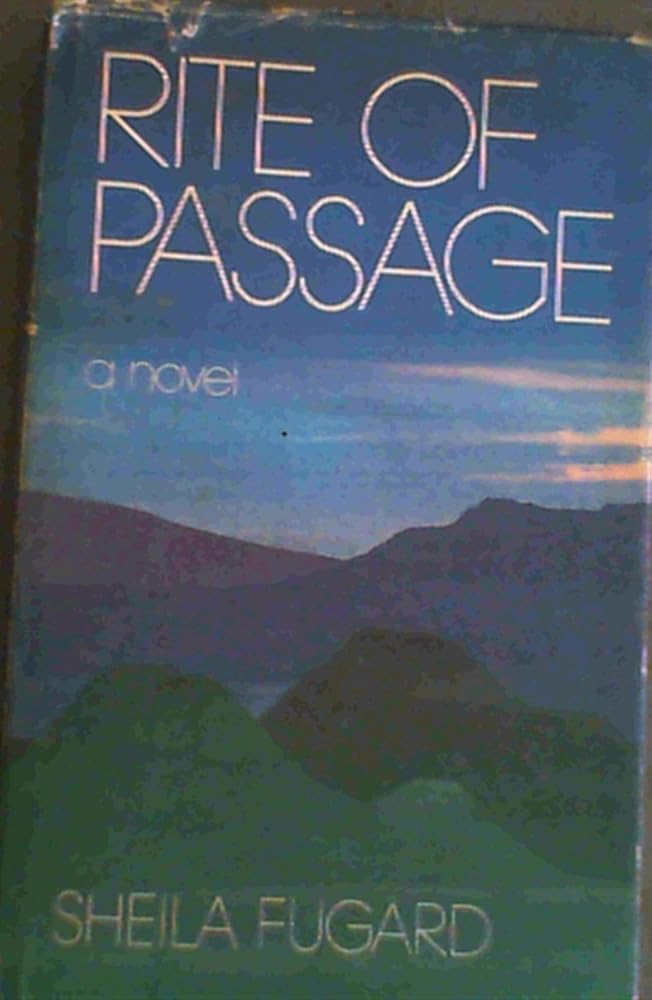 RITE OF
PASSAGE
a novel
SHEILA FUGARD